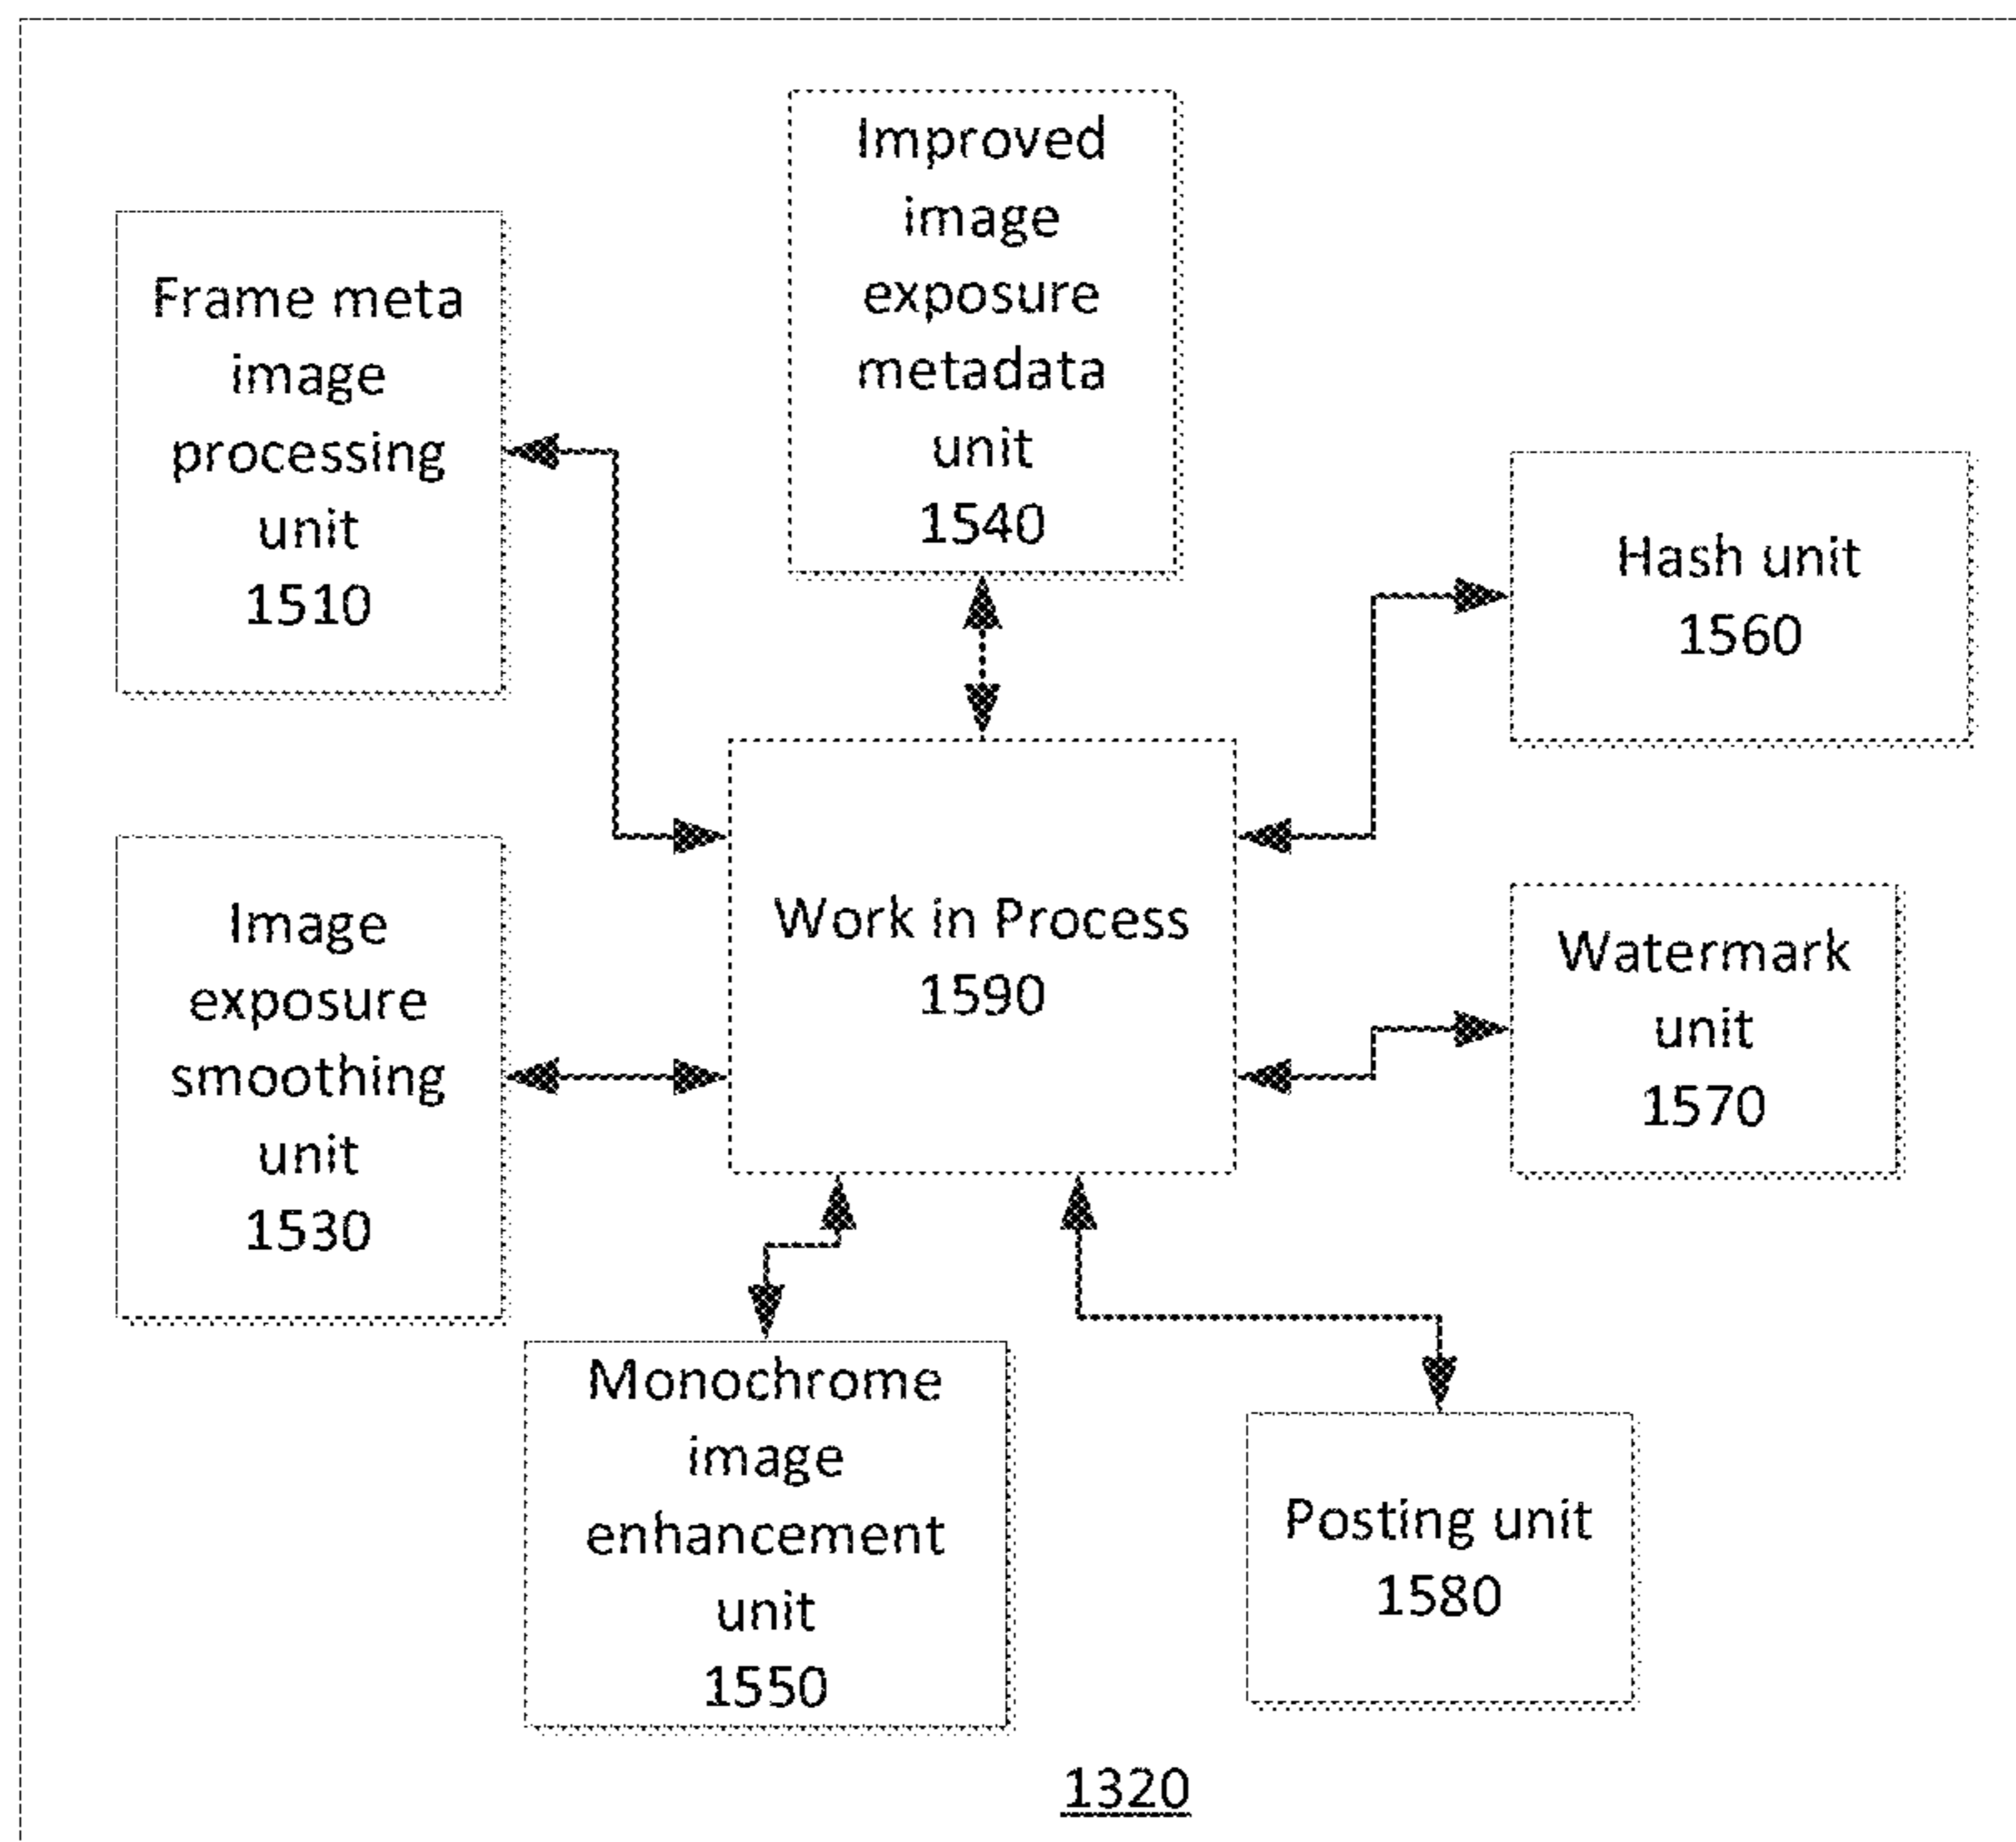 Improved
image
exposure
metadata
unit
1540
Frame meta
image
processing
unit
1510
Hash unit
1560
Work in Process
1590
Image
exposure
smoothing
unit
1530
Watermark
unit
1570
Monochrome
image
enhancement
unit
1550
Posting unit
1580
1320